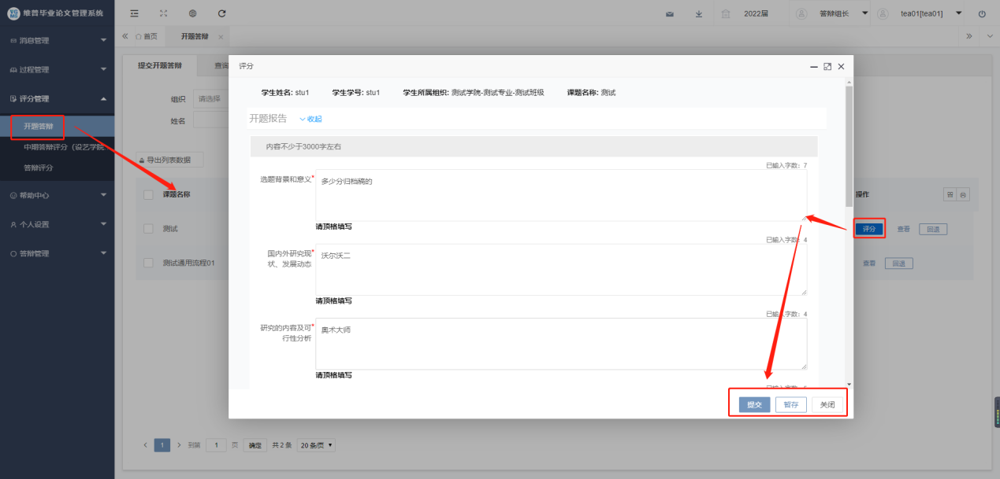 维普毕业论文管理系统
2022届
答辩组长
tea01[tea01]
消息管理
过程管理
评分管理
开题答辩
中期答辩评分（设艺学院...
答辩评分
帮助中心
个人设置
答辩管理
首页
开题答辩
提交开题答辩
查询
组织
请选择
姓名
导出列表数据
课题名称
操作
测试
评分
查看
回退
测试通用流程01
查看
回退
评分
学生姓名: stu1
学生学号: stu1
学生所属组织: 测试学院-测试专业-测试班级
课题名称: 测试
开题报告
收起
内容不少于3000字左右
已输入字数: 7
选题背景和意义*
多少分归档稿的
请顶格填写
已输入字数: 4
国内外研究现*
状、发展动态
沃尔沃二
请顶格填写
已输入字数: 4
研究的内容及可*
行性分析
奥术大师
请顶格填写
提交
暂存
关闭
1
到第
1
页
确定
共 2 条
20 条/页